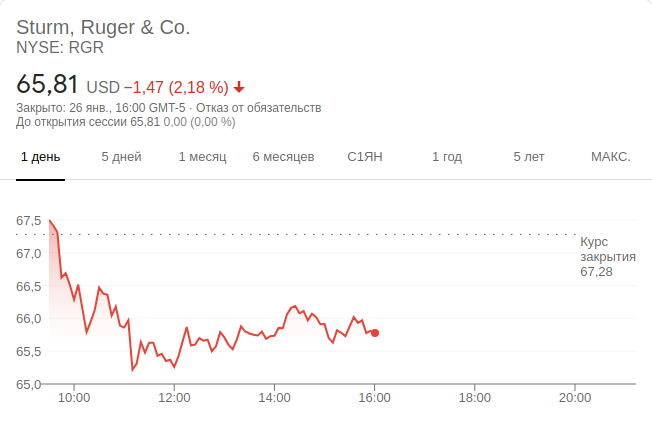 Sturm, Ruger & Co.
NYSE: RGR
65,81 USD −1,47 (2,18 %)
Закрыто: 26 янв., 16:00 GMT-5 · Отказ от обязательств
До открытия сессии 65,81 0,00 (0,00 %)
1 день 5 дней 1 месяц 6 месяцев С1ЯН 1 год 5 лет МАКС.
67,5
67,0
66,5
66,0
65,5
65,0
Курс
закрытия
67,28
10:00 12:00 14:00 16:00 18:00 20:00